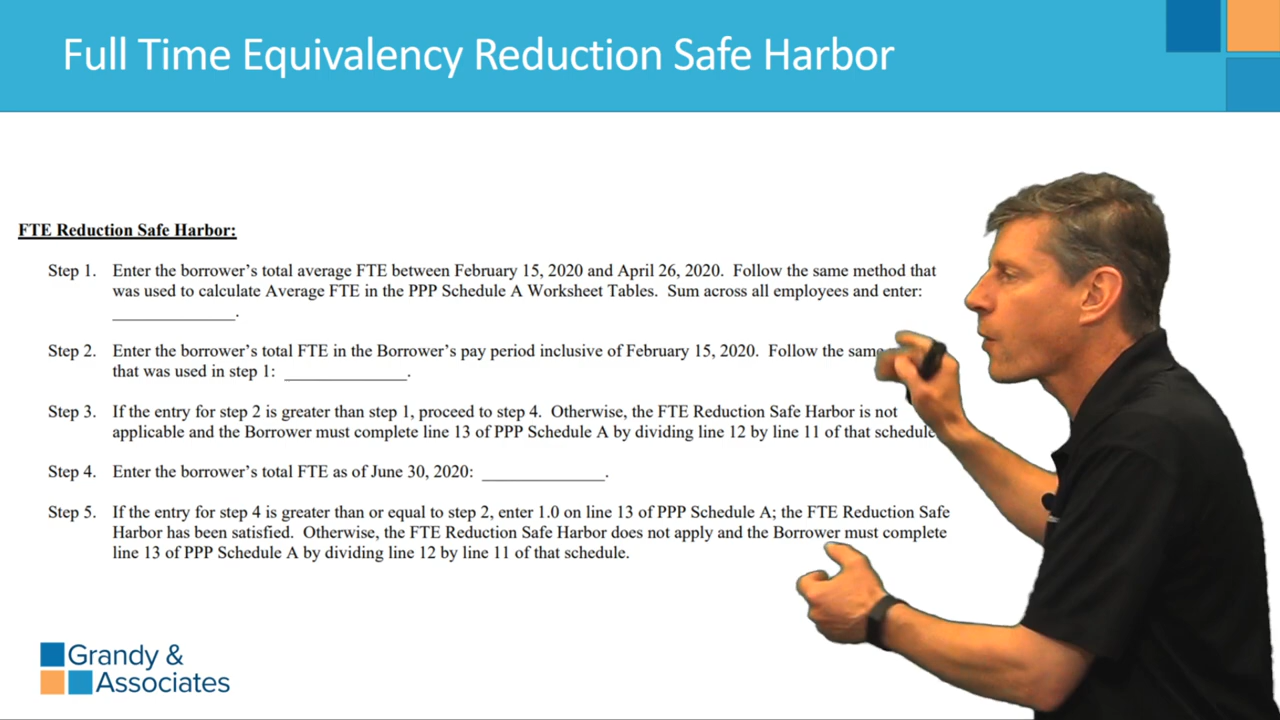 Full Time Equivalency Reduction Safe Harbor
FTE Reduction Safe Harbor:
Step 1. Enter the borrower's total average FTE between February 15, 2020 and April 26, 2020. Follow the same method that
was used to calculate Average FTE in the PPP Schedule A Worksheet Tables. Sum across all employees and enter:
______________.
Step 2. Enter the borrower's total FTE in the Borrower's pay period inclusive of February 15, 2020. Follow the same
that was used in step 1: ______________.
Step 3. If the entry for step 2 is greater than step 1, proceed to step 4. Otherwise, the FTE Reduction Safe Harbor is not
applicable and the Borrower must complete line 13 of PPP Schedule A by dividing line 12 by line 11 of that schedule
Step 4. Enter the borrower's total FTE as of June 30, 2020: ______________.
Step 5. If the entry for step 4 is greater than or equal to step 2, enter 1.0 on line 13 of PPP Schedule A; the FTE Reduction Safe
Harbor has been satisfied. Otherwise, the FTE Reduction Safe Harbor does not apply and the Borrower must complete
line 13 of PPP Schedule A by dividing line 12 by line 11 of that schedule.
Grandy &
Associates